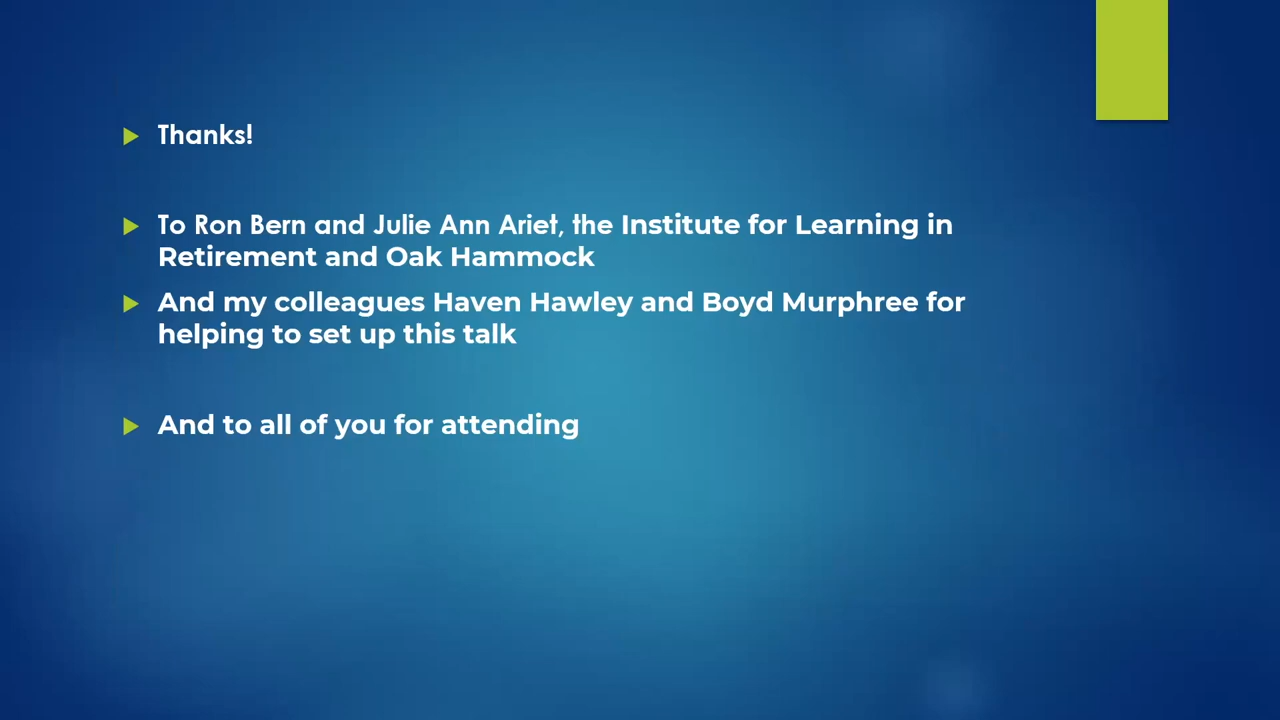 Thanks!
To Ron Bern and Julie Ann Ariet, the Institute for Learning in
Retirement and Oak Hammock
And my colleagues Haven Hawley and Boyd Murphree for
helping to set up this talk
And to all of you for attending